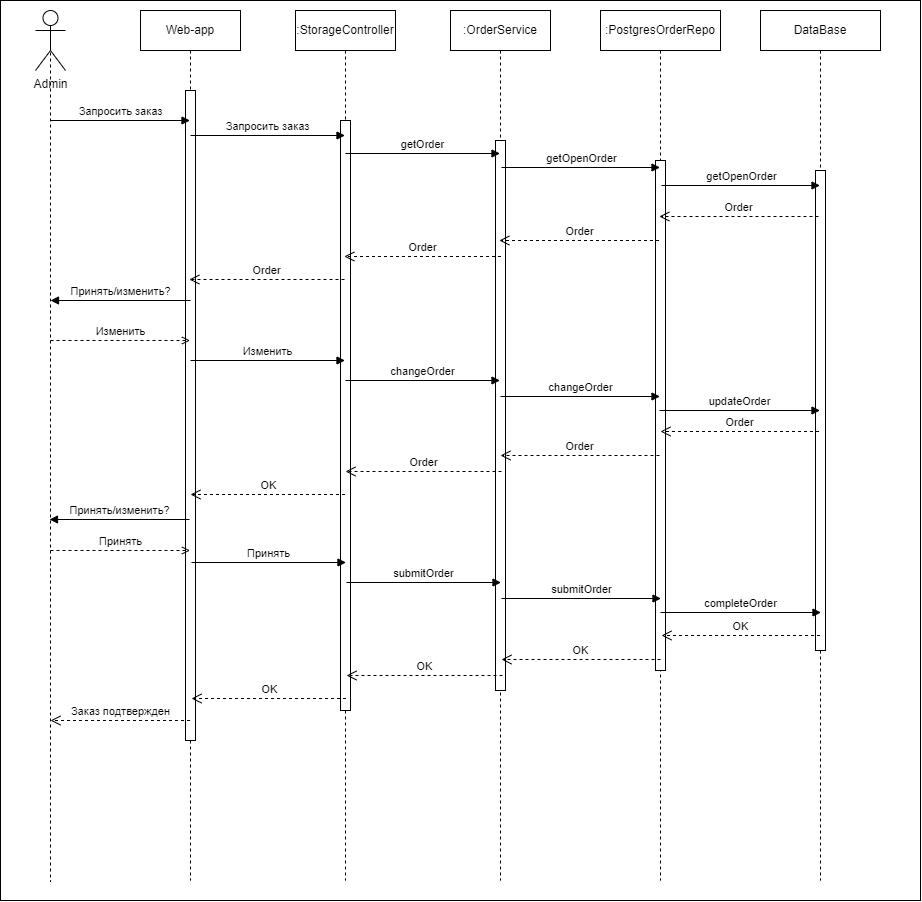 Web-app
:StorageController
:OrderService
:PostgresOrderRepo
DataBase
Admin
Запросить заказ
Запросить заказ
getOrder
getOpenOrder
getOpenOrder
Order
Order
Order
Order
Принять/изменить?
Изменить
Изменить
changeOrder
changeOrder
updateOrder
Order
Order
Order
OK
Принять/изменить?
Принять
Принять
submitOrder
submitOrder
completeOrder
OK
OK
OK
OK
Заказ подтвержден